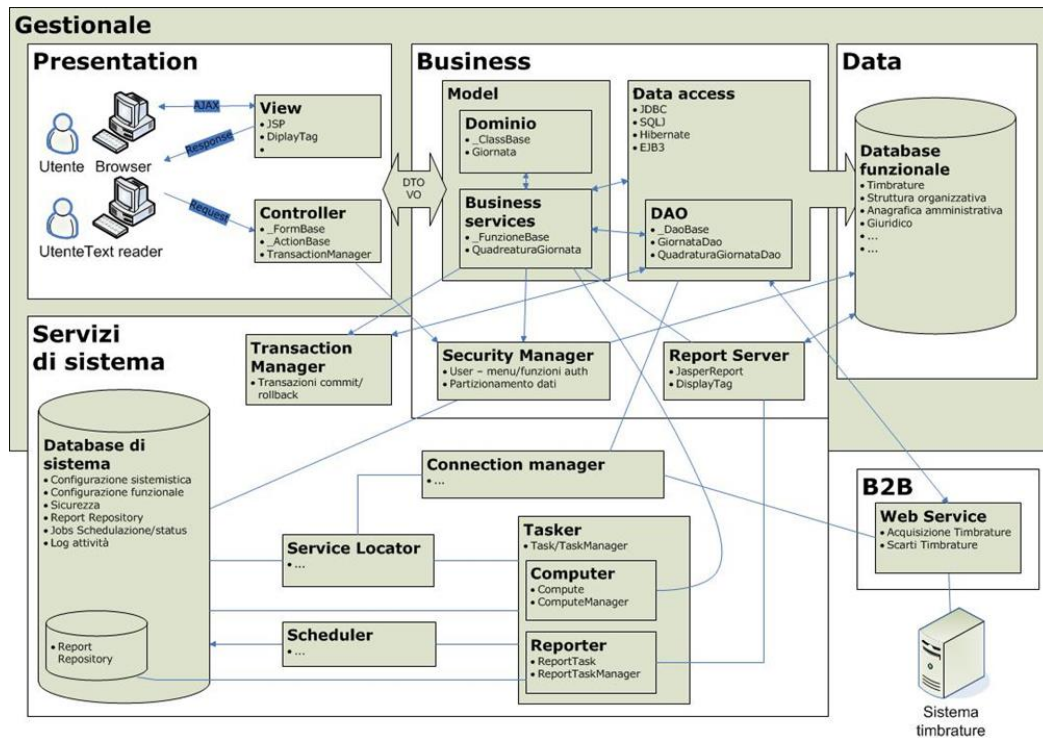 Gestionale
Presentation
AJAX
View
• JSP
• DiplayTag
•
Response
Utente
Browser
Request
Controller
• _FormBase
• _ActionBase
• TransactionManager
UtenteText reader
DTO
VO
Business
Model
Dominio
• _ClassBase
• Giornata
Business
services
• _FunzioneBase
• QuadreaturaGiornata
Data access
• JDBC
• SQLJ
• Hibernate
• EJB3
DAO
• _DaoBase
• GiornataDao
• QuadraturaGiornataDao
Data
Database
funzionale
• Timbrature
• Struttura organizzativa
• Anagrafica amministrativa
• Giuridico
• ...
• ...
Servizi
di sistema
Transaction
Manager
• Transazioni commit/
rollback
Security Manager
• User – menu/funzioni auth
• Partizionamento dati
Report Server
• JasperReport
• DisplayTag
Database di
sistema
• Configurazione sistemistica
• Configurazione funzionale
• Sicurezza
• Report Repository
• Jobs Schedulazione/status
• Log attività
• Report
Repository
Connection manager
• ...
Service Locator
• ...
Scheduler
• ...
Tasker
• Task/TaskManager
Computer
• Compute
• ComputeManager
Reporter
• ReportTask
• ReportTaskManager
B2B
Web Service
• Acquisizione Timbrature
• Scarti Timbrature
Sistema
timbrature